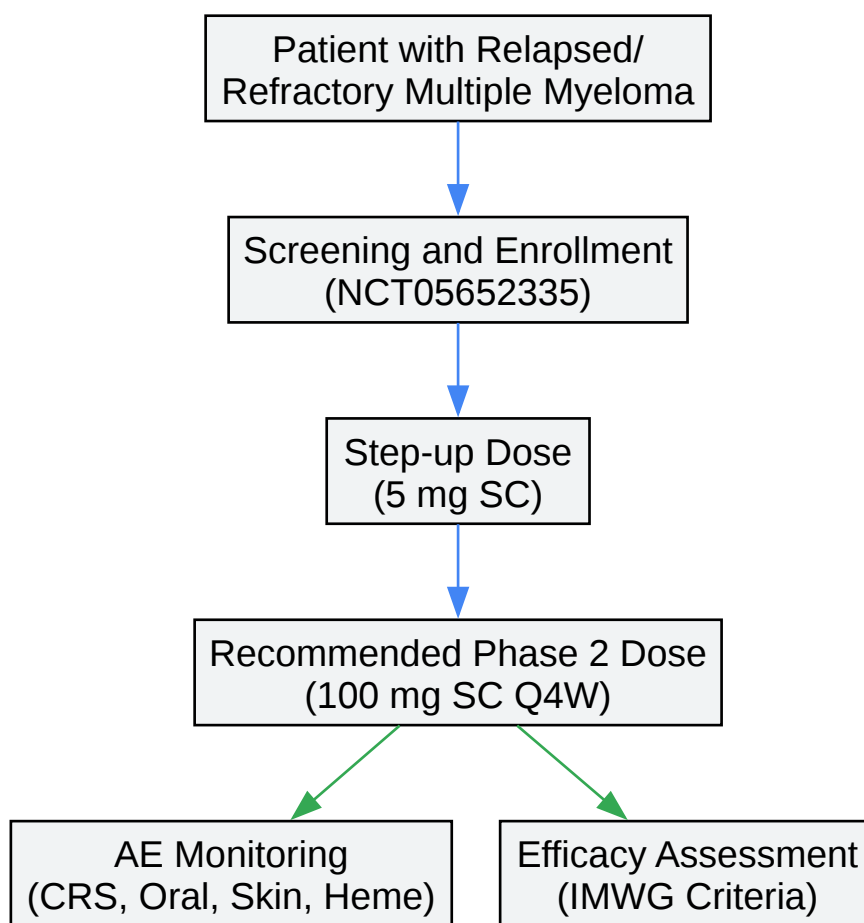 Patient with Relapsed/
Refractory Multiple Myeloma
Screening and Enrollment
(NCT05652335)
Step-up Dose
(5 mg SC)
Recommended Phase 2 Dose
(100 mg SC Q4W)
AE Monitoring
(CRS, Oral, Skin, Heme)
Efficacy Assessment
(IMWG Criteria)